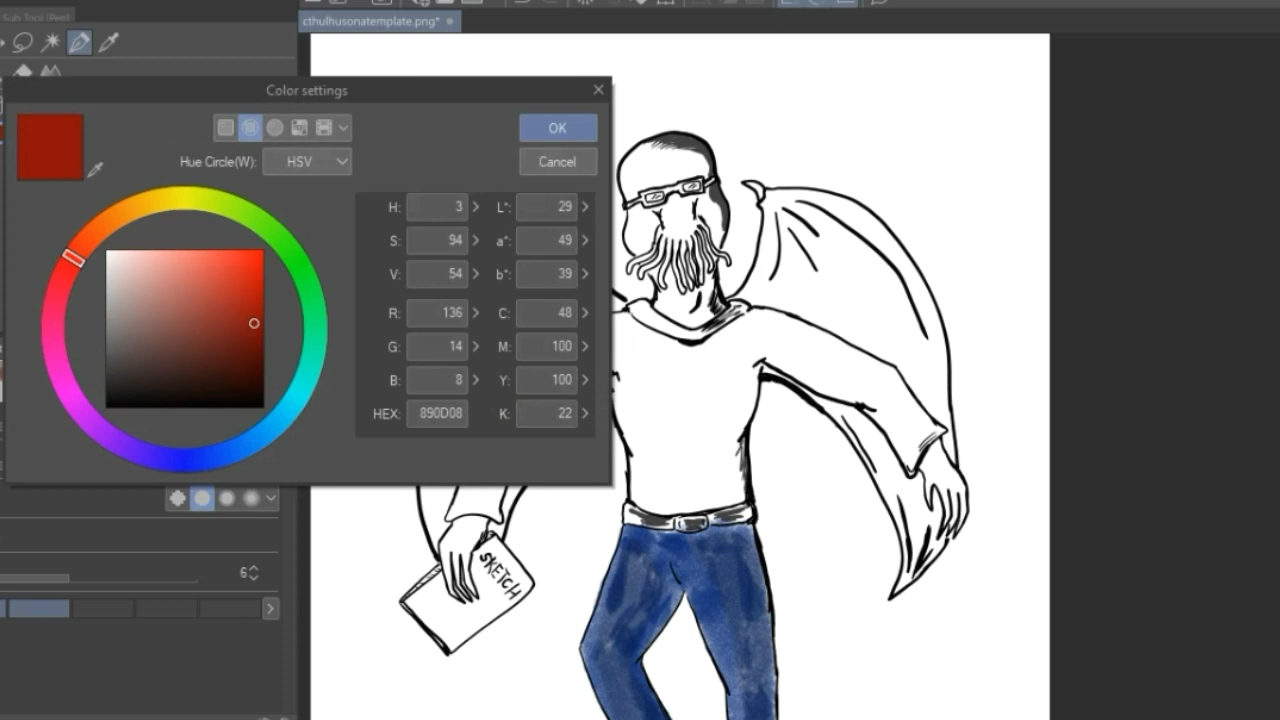 Sub Tool [Pen]
cthulhusonatemplate.png*
Color settings
OK
Hue Circle(W): HSV
Cancel
H: 3 L*: 29
S: 94 a*: 49
V: 54 b*: 39
R: 136 C: 48
G: 14 M: 100
B: 8 Y: 100
HEX: 890D08 K: 22
SKETCH
6